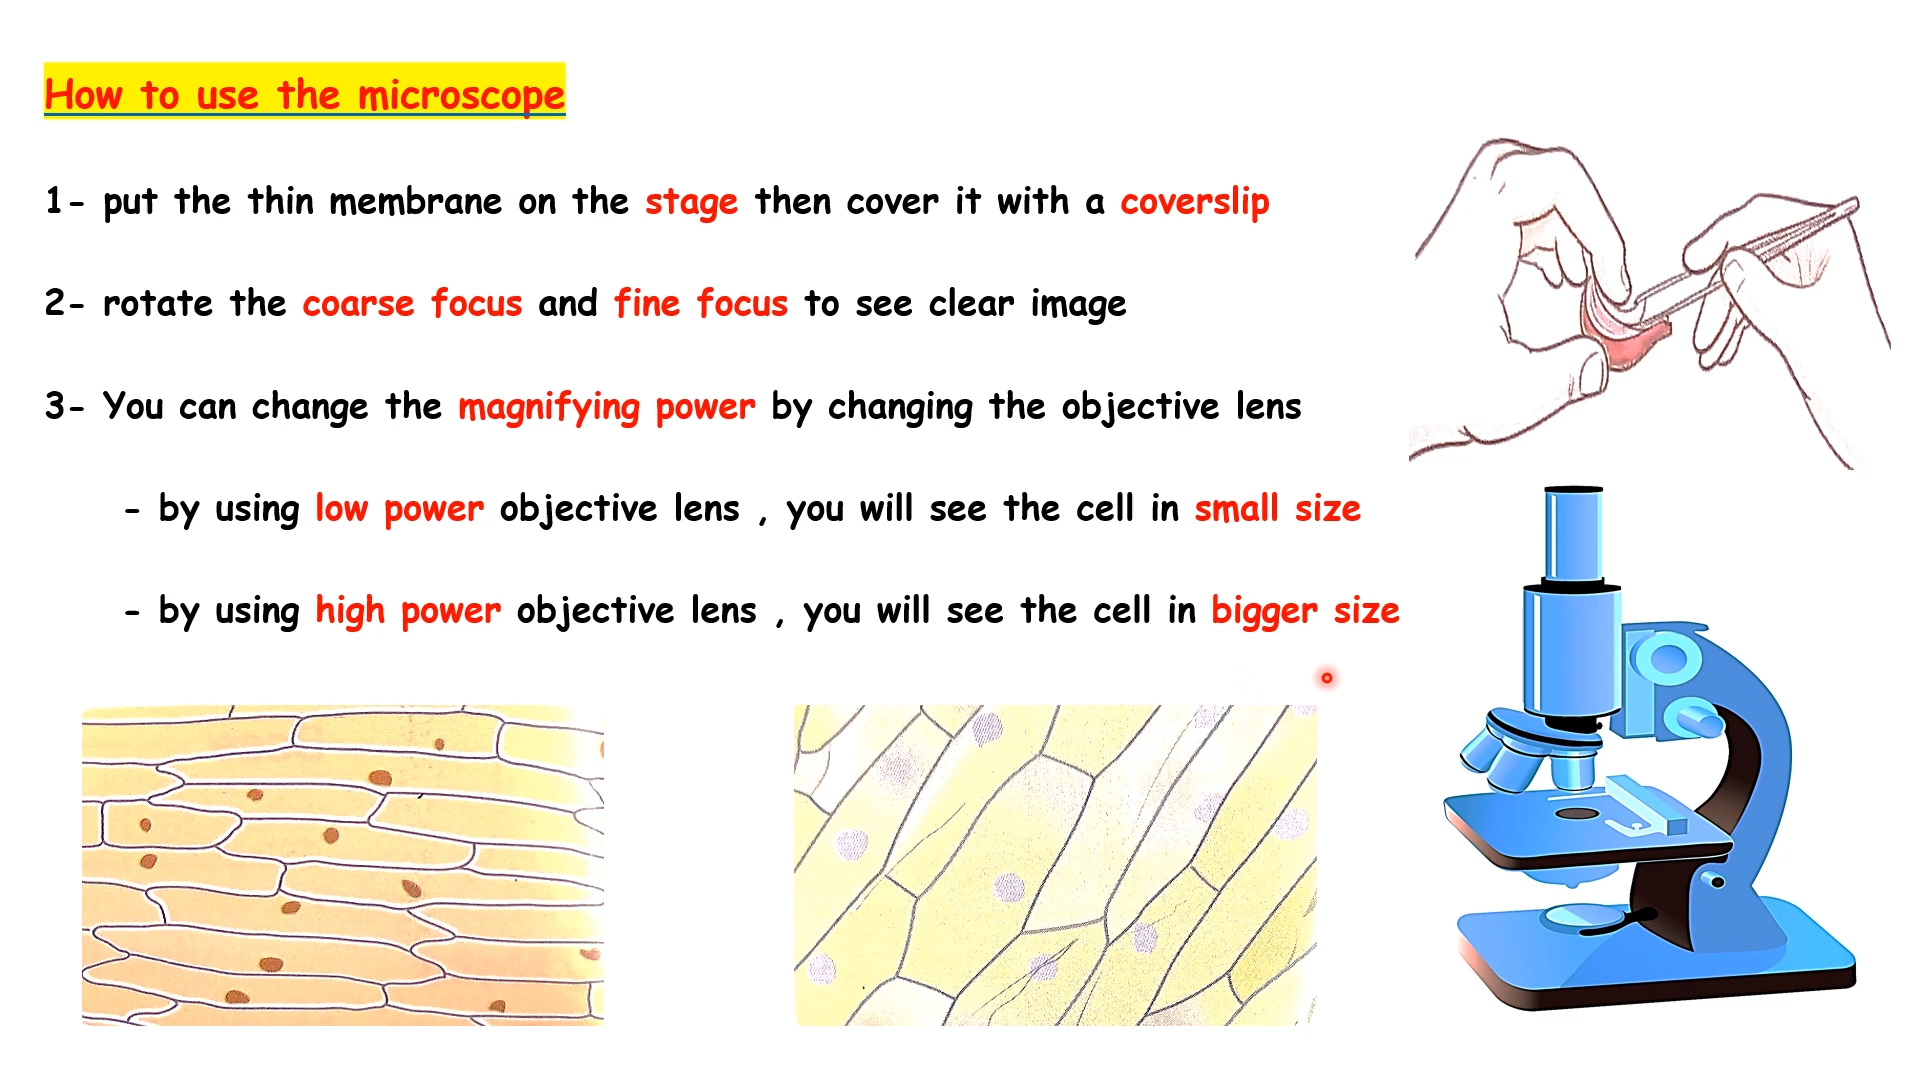 How to use the microscope
1- put the thin membrane on the stage then cover it with a coverslip
2- rotate the coarse focus and fine focus to see clear image
3- You can change the magnifying power by changing the objective lens
- by using low power objective lens , you will see the cell in small size
- by using high power objective lens , you will see the cell in bigger size